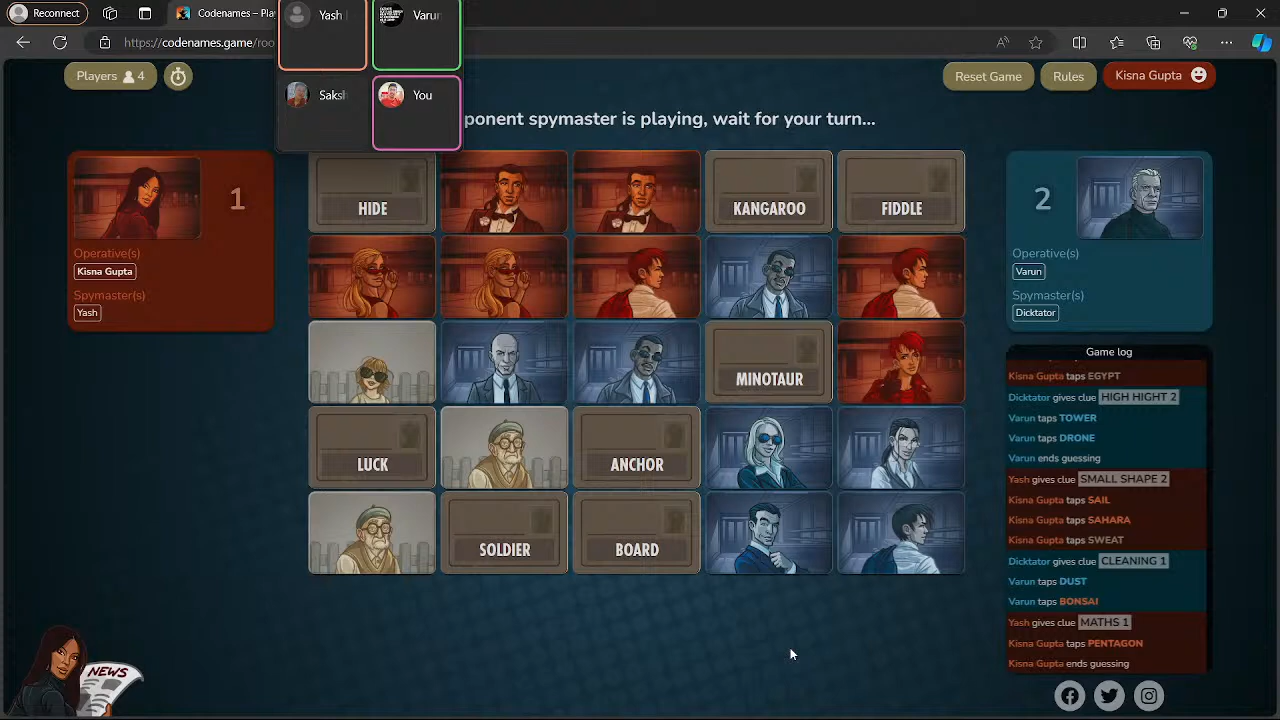 Reconnect
Codenames – Pla
https://codenames.game/roo
Yash
Varun
Saksh
You
Players 4
Reset Game
Rules
Kisna Gupta
ponent spymaster is playing, wait for your turn...
1
Operative(s)
Kisna Gupta
Spymaster(s)
Yash
HIDE
KANGAROO
FIDDLE
MINOTAUR
LUCK
ANCHOR
SOLDIER
BOARD
2
Operative(s)
Varun
Spymaster(s)
Dicktator
Game log
Kisna Gupta taps EGYPT
Dicktator gives clue HIGH HIGHT 2
Varun taps TOWER
Varun taps DRONE
Varun ends guessing
Yash gives clue SMALL SHAPE 2
Kisna Gupta taps SAIL
Kisna Gupta taps SAHARA
Kisna Gupta taps SWEAT
Dicktator gives clue CLEANING 1
Varun taps DUST
Varun taps BONSAI
Yash gives clue MATHS 1
Kisna Gupta taps PENTAGON
Kisna Gupta ends guessing
NEWS